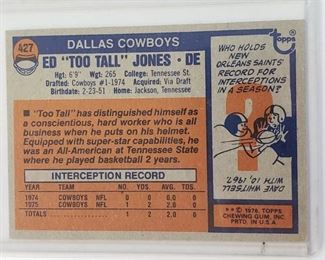 427
DALLAS COWBOYS
topps
ED "TOO TALL" JONES · DE
Hgt: 6'9" Wgt: 265 College: Tennessee St.
Drafted: Cowboys #1-1974 Acquired: Via Draft
Birthdate: 2-23-51 Home: Jackson, Tennessee
"Too Tall" has distinguished himself as
a conscientious, hard worker who is all
business when he puts on his helmet.
Equipped with super-star capabilities, he
was an All-American at Tennessee State
where he played basketball 2 years.
INTERCEPTION RECORD
YEAR TEAM NO. YDS AVG. TDS.
1974 COWBOYS NFL 0 0 0.0 0
1975 COWBOYS NFL 1 2 2.0 0
TOTALS 1 2 2.0 0
WHO HOLDS
NEW
ORLEANS SAINTS'
RECORD FOR
INTERCEPTIONS
IN A SEASON?
DAVE WHITSELL
WITH 10, 1967.
© 1976, TOPPS
CHEWING GUM, INC
PRTD. IN U.S.A.